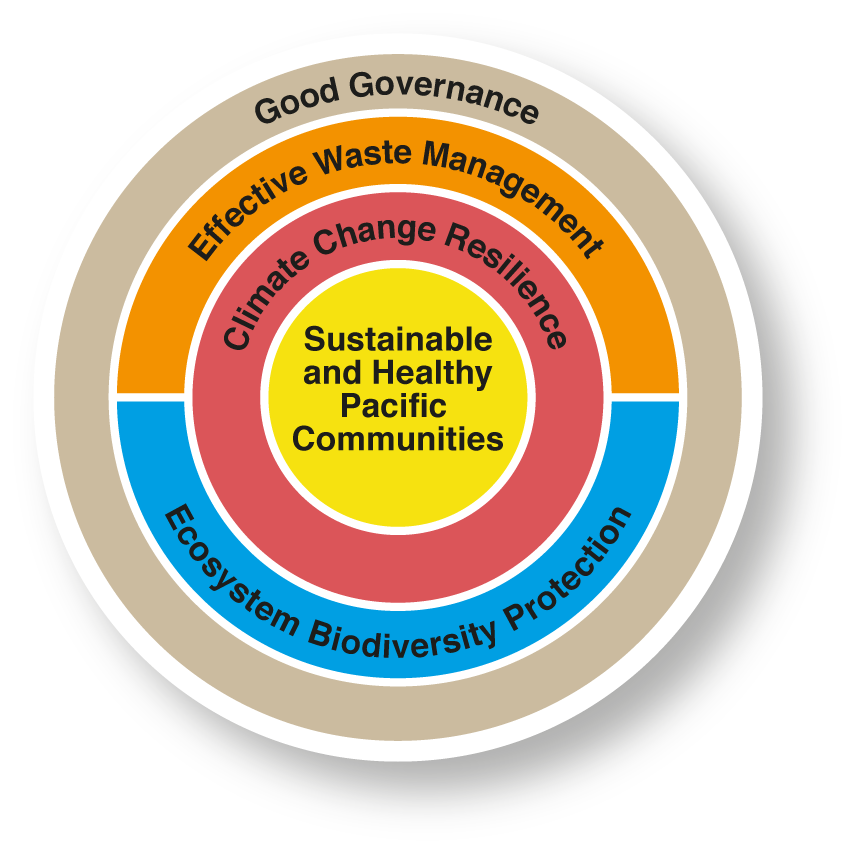 Good Governance
Effective Waste Management
Climate Change Resilience
Sustainable
and Healthy
Pacific
Communities
Ecosystem Biodiversity Protection